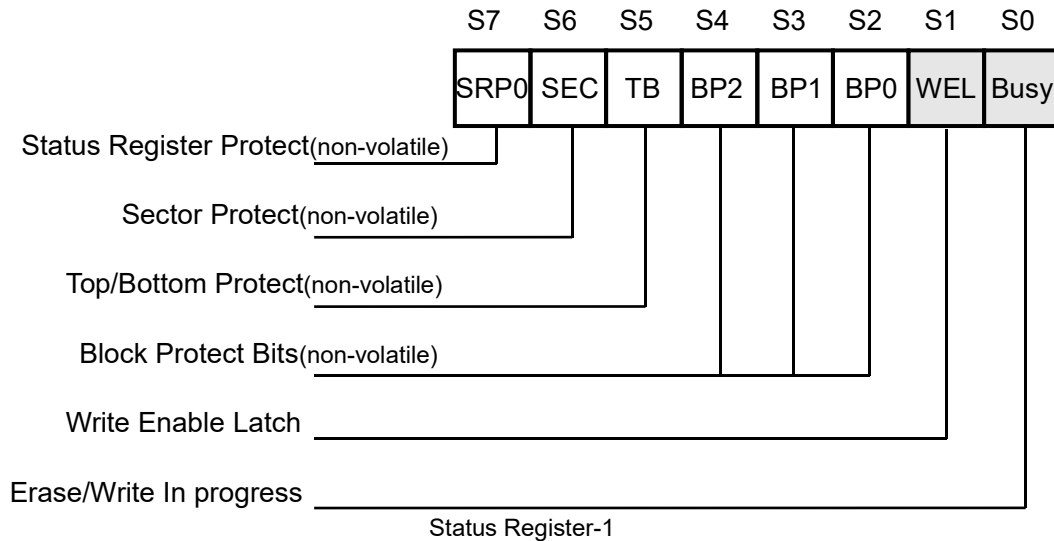 S7 S6 S5 S4 S3 S2 S1 S0
SRP0 SEC TB BP2 BP1 BP0 WEL Busy
Status Register Protect(non-volatile)
Sector Protect(non-volatile)
Top/Bottom Protect(non-volatile)
Block Protect Bits(non-volatile)
Write Enable Latch
Erase/Write In progress
Status Register-1